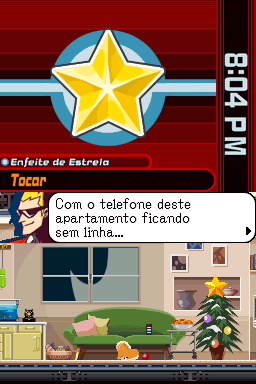 8:04 PM
Enfeite de Estrela
Tocar
Com o telefone deste
apartamento ficando
sem linha...